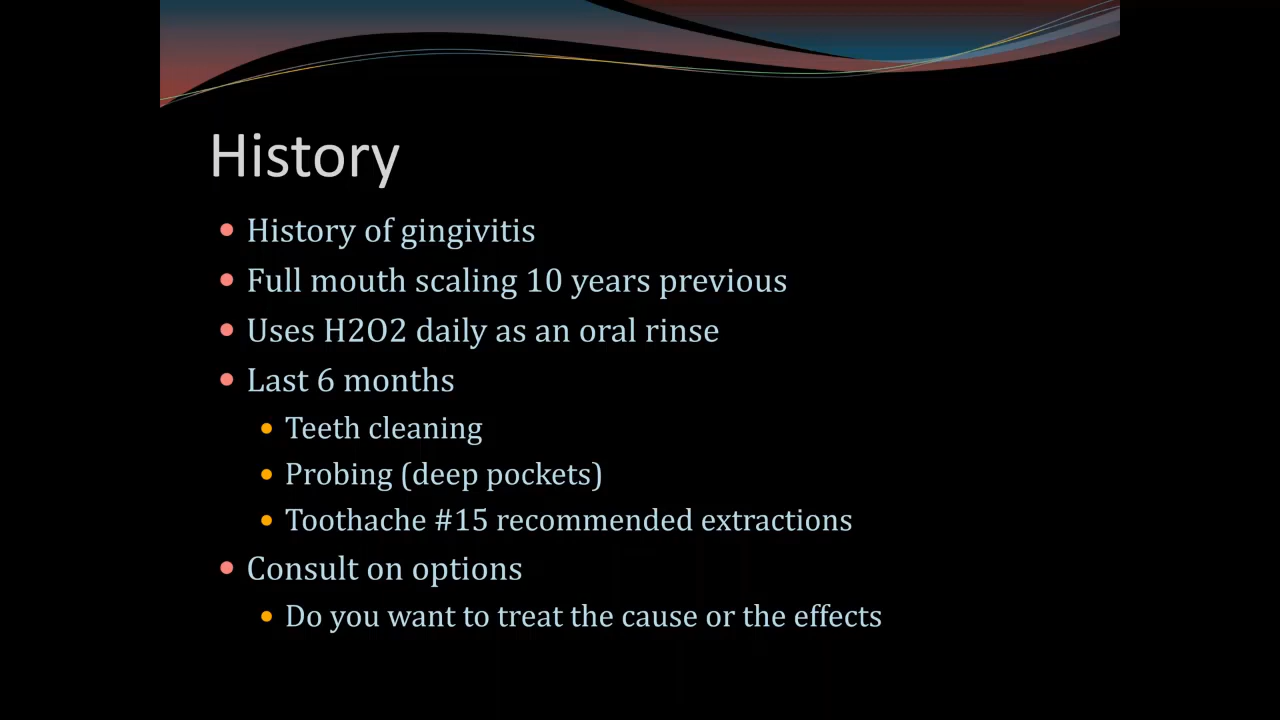 History
History of gingivitis
Full mouth scaling 10 years previous
Uses H2O2 daily as an oral rinse
Last 6 months
Teeth cleaning
Probing (deep pockets)
Toothache #15 recommended extractions
Consult on options
Do you want to treat the cause or the effects